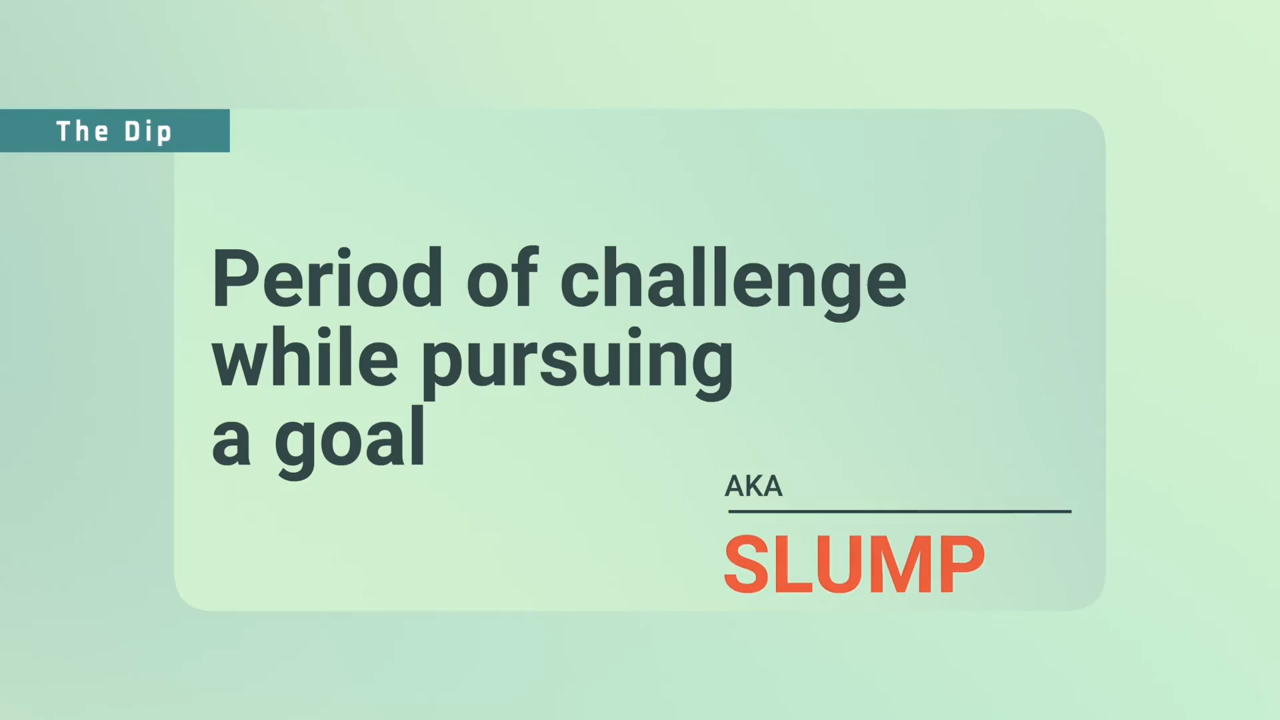 The Dip
Period of challenge
while pursuing
a goal
AKA
SLUMP